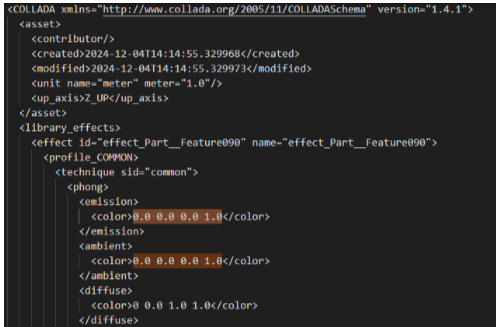 <COLLADA xmlns="http://www.collada.org/2005/11/COLLADASchema" version="1.4.1">
<asset>
<contributor/>
<created>2024-12-04T14:14:55.329968</created>
<modified>2024-12-04T14:14:55.329973</modified>
<unit name="meter" meter="1.0"/>
<up_axis>Z_UP</up_axis>
</asset>
<library_effects>
<effect id="effect_Part__Feature090" name="effect_Part__Feature090">
<profile_COMMON>
<technique sid="common">
<phong>
<emission>
<color>0.0 0.0 0.0 1.0</color>
</emission>
<ambient>
<color>0.0 0.0 0.0 1.0</color>
</ambient>
<diffuse>
<color>0 0.0 1.0 1.0</color>
</diffuse>